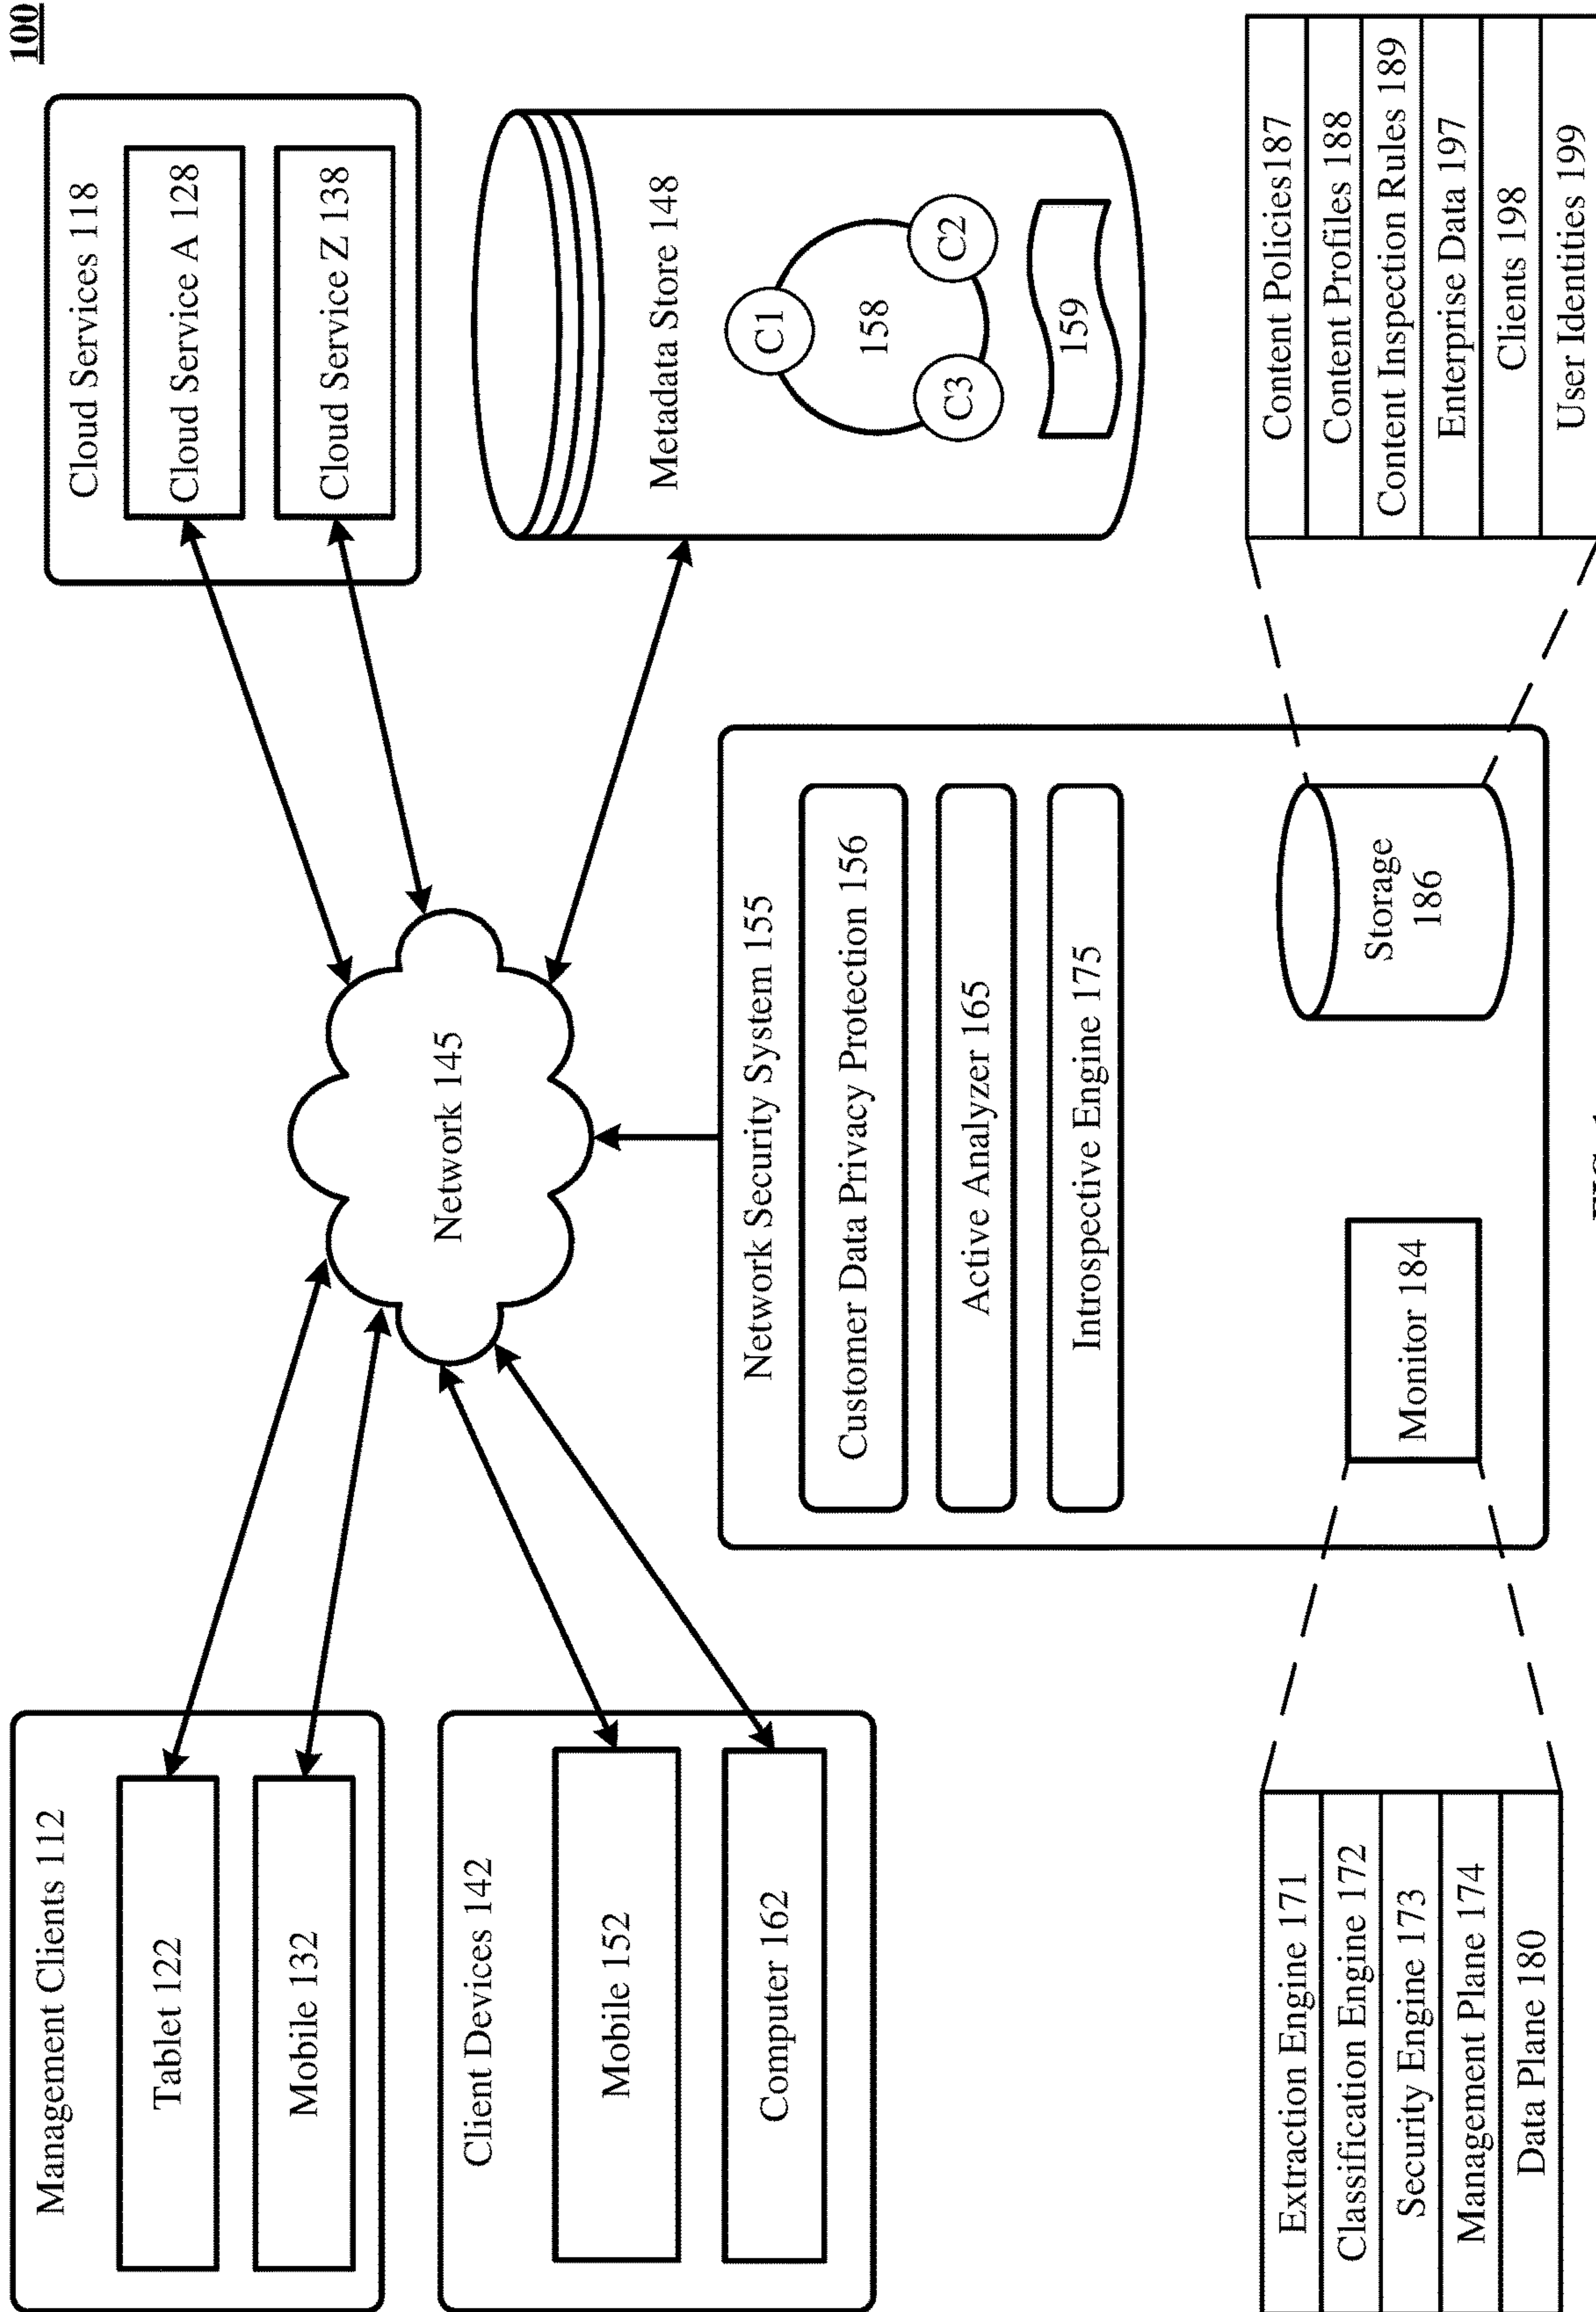 100
Management Clients 112
Tablet 122
Mobile 132
Client Devices 142
Mobile 152
Computer 162
Network 145
Cloud Services 118
Cloud Service A 128
Cloud Service Z 138
Metadata Store 148
C1
158
C2
C3
159
Network Security System 155
Customer Data Privacy Protection 156
Active Analyzer 165
Introspective Engine 175
Monitor 184
Storage
186
Extraction Engine 171
Classification Engine 172
Security Engine 173
Management Plane 174
Data Plane 180
Content Policies187
Content Profiles 188
Content Inspection Rules 189
Enterprise Data 197
Clients 198
User Identities 199